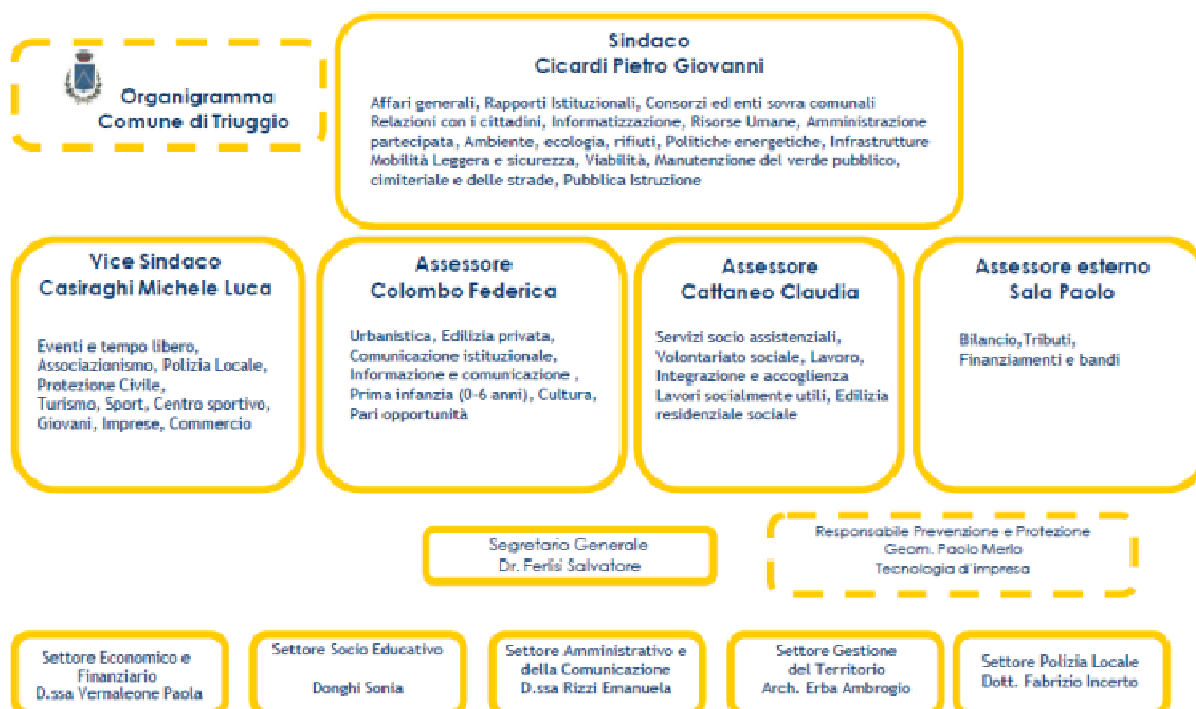 Organigramma
Comune di Triuggio
Sindaco
Cicardi Pietro Giovanni
Affari generali, Rapporti Istituzionali, Consorzi ed enti sovra comunali
Relazioni con i cittadini, Informatizzazione, Risorse Umane, Amministrazione
partecipata, Ambiente, ecologia, rifiuti, Politiche energetiche, Infrastrutture
Mobilità Leggera e sicurezza, Viabilità, Manutenzione del verde pubblico,
cimiteriale e delle strade, Pubblica Istruzione
Vice Sindaco
Casiraghi Michele Luca
Eventi e tempo libero,
Associazionismo, Polizia Locale,
Protezione Civile,
Turismo, Sport, Centro sportivo,
Giovani, Imprese, Commercio
Assessore
Colombo Federica
Urbanistica, Edilizia privata,
Comunicazione istituzionale,
Informazione e comunicazione ,
Prima infanzia (0-6 anni), Cultura,
Pari opportunità
Assessore
Cattaneo Claudia
Servizi socio assistenziali,
Volontariato sociale, Lavoro,
Integrazione e accoglienza
Lavori socialmente utili, Edilizia
residenziale sociale
Assessore esterno
Sala Paolo
Bilancio,Tributi,
Finanziamenti e bandi
Segretario Generale
Dr. Ferlisi Salvatore
Responsabile Prevenzione e Protezione
Geom. Paolo Merlo
Tecnologia d'impresa
Settore Economico e
Finanziario
D.ssa Vermaleone Paola
Settore Socio Educativo
Donghi Sonia
Settore Amministrativo e
della Comunicazione
D.ssa Rizzi Emanuela
Settore Gestione
del Territorio
Arch. Erba Ambrogio
Settore Polizia Locale
Dott. Fabrizio Incerto